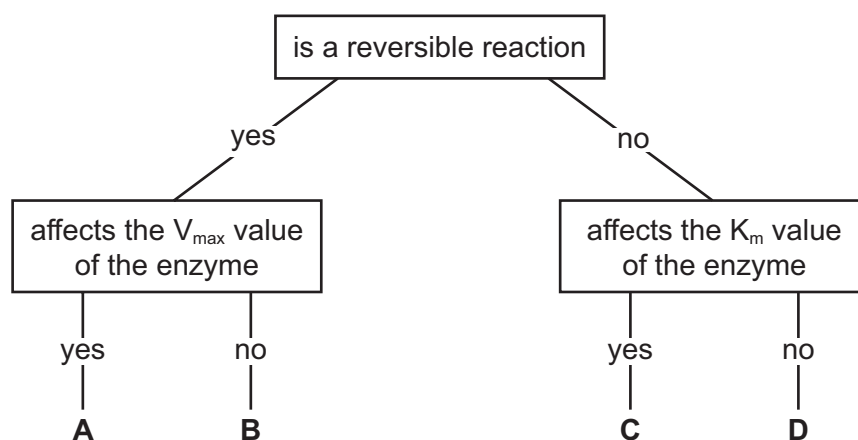 is a reversible reaction
yes
no
affects the Vmax value
of the enzyme
affects the Km value
of the enzyme
yes
no
yes
no
A
B
C
D